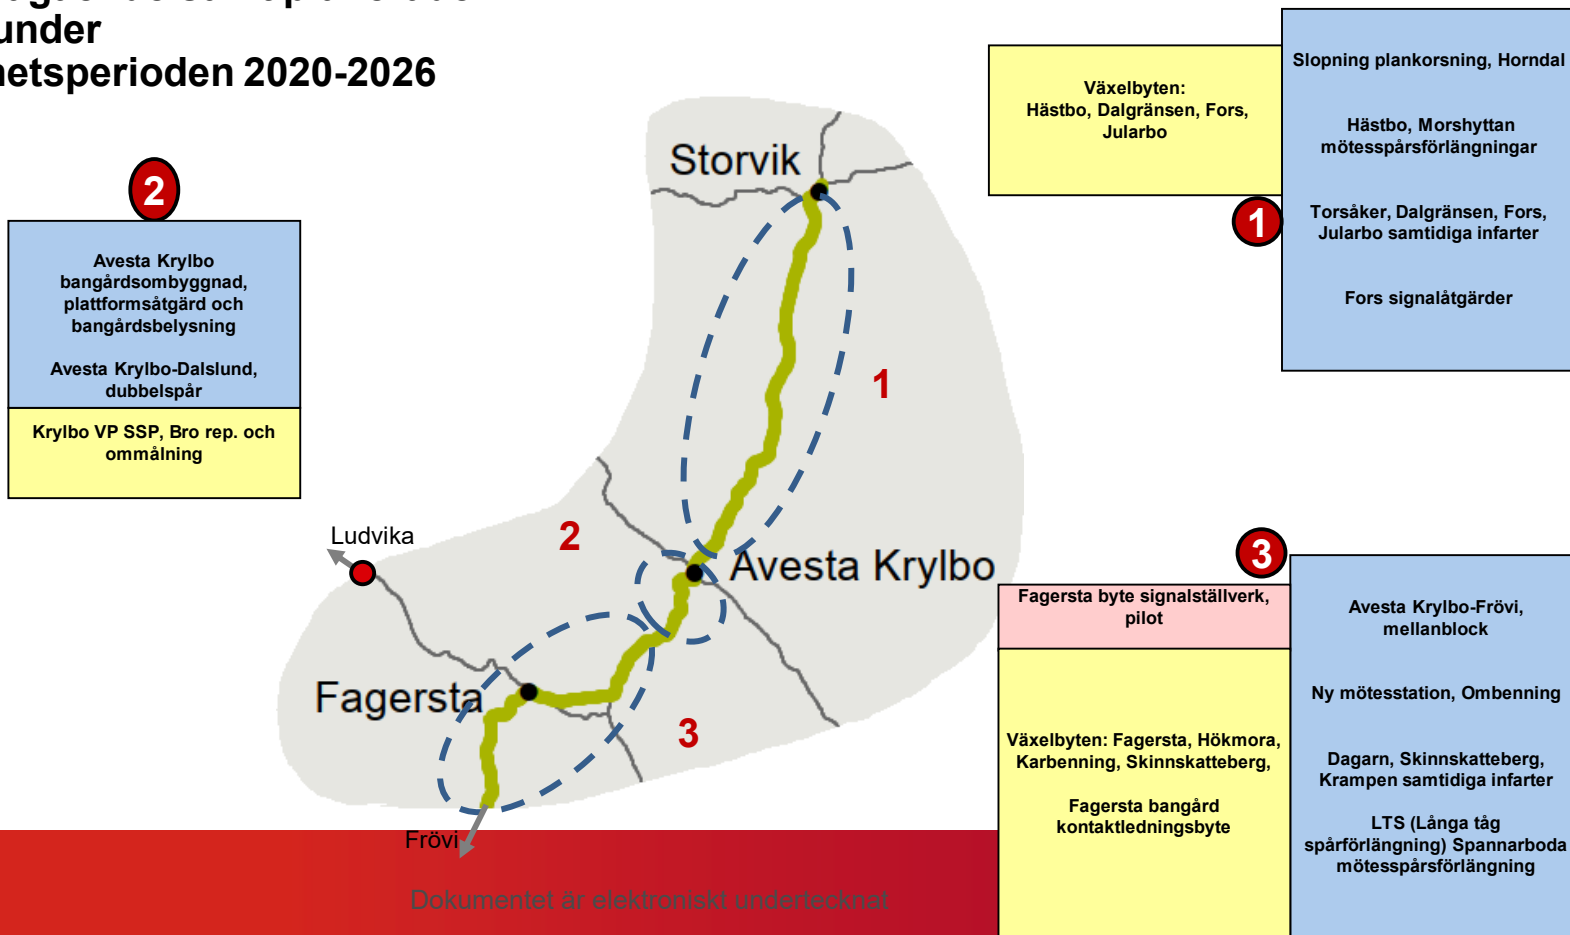 under
hetsperioden 2020-2026
2
Avesta Krylbo
bangårdsombyggnad,
plattformsåtgärd och
bangårdsbelysning
Avesta Krylbo-Dalslund,
dubbelspår
Krylbo VP SSP, Bro rep. och
ommålning
Växelbyten:
Hästbo, Dalgränsen, Fors,
Jularbo
1
Slopning plankorsning, Horndal
Hästbo, Morshyttan
mötesspårsförlängningar
Torsåker, Dalgränsen, Fors,
Jularbo samtidiga infarter
Fors signalåtgärder
Storvik
1
2
Ludvika
Avesta Krylbo
Fagersta
3
Frövi
3
Fagersta byte signalställverk,
pilot
Växelbyten: Fagersta, Hökmora,
Karbenning, Skinnskatteberg,
Fagersta bangård
kontaktledningsbyte
Avesta Krylbo-Frövi,
mellanblock
Ny mötesstation, Ombenning
Dagarn, Skinnskatteberg,
Krampen samtidiga infarter
LTS (Långa tåg
spårförlängning) Spannarboda
mötesspårsförlängning
Dokumentet är elektroniskt undertecknat